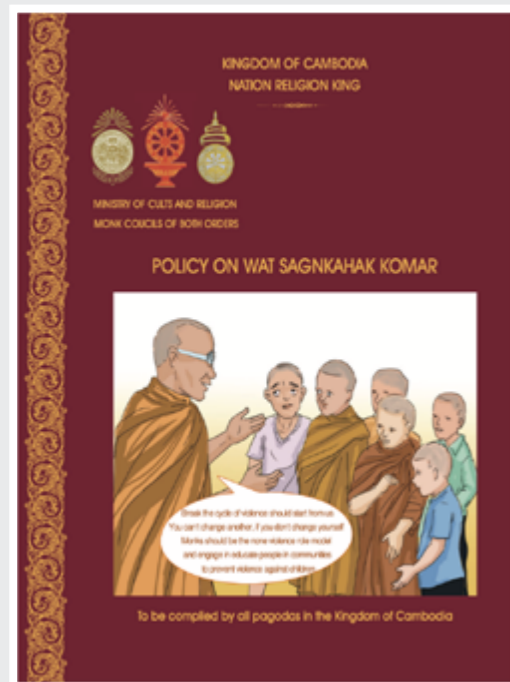 KINGDOM OF CAMBODIA
NATION RELIGION KING
MINISTRY OF CULTS AND RELIGION
MONK COUCILS OF BOTH ORDERS
POLICY ON WAT SAGNKAHAK KOMAR
Break the cycle of violence should start from us
You can't change another, if you don't change yourself
Monks should be the none violence role model
and engage in educate people in communities
to prevent violence against children
To be complied by all pagodas in the Kingdom of Cambodia